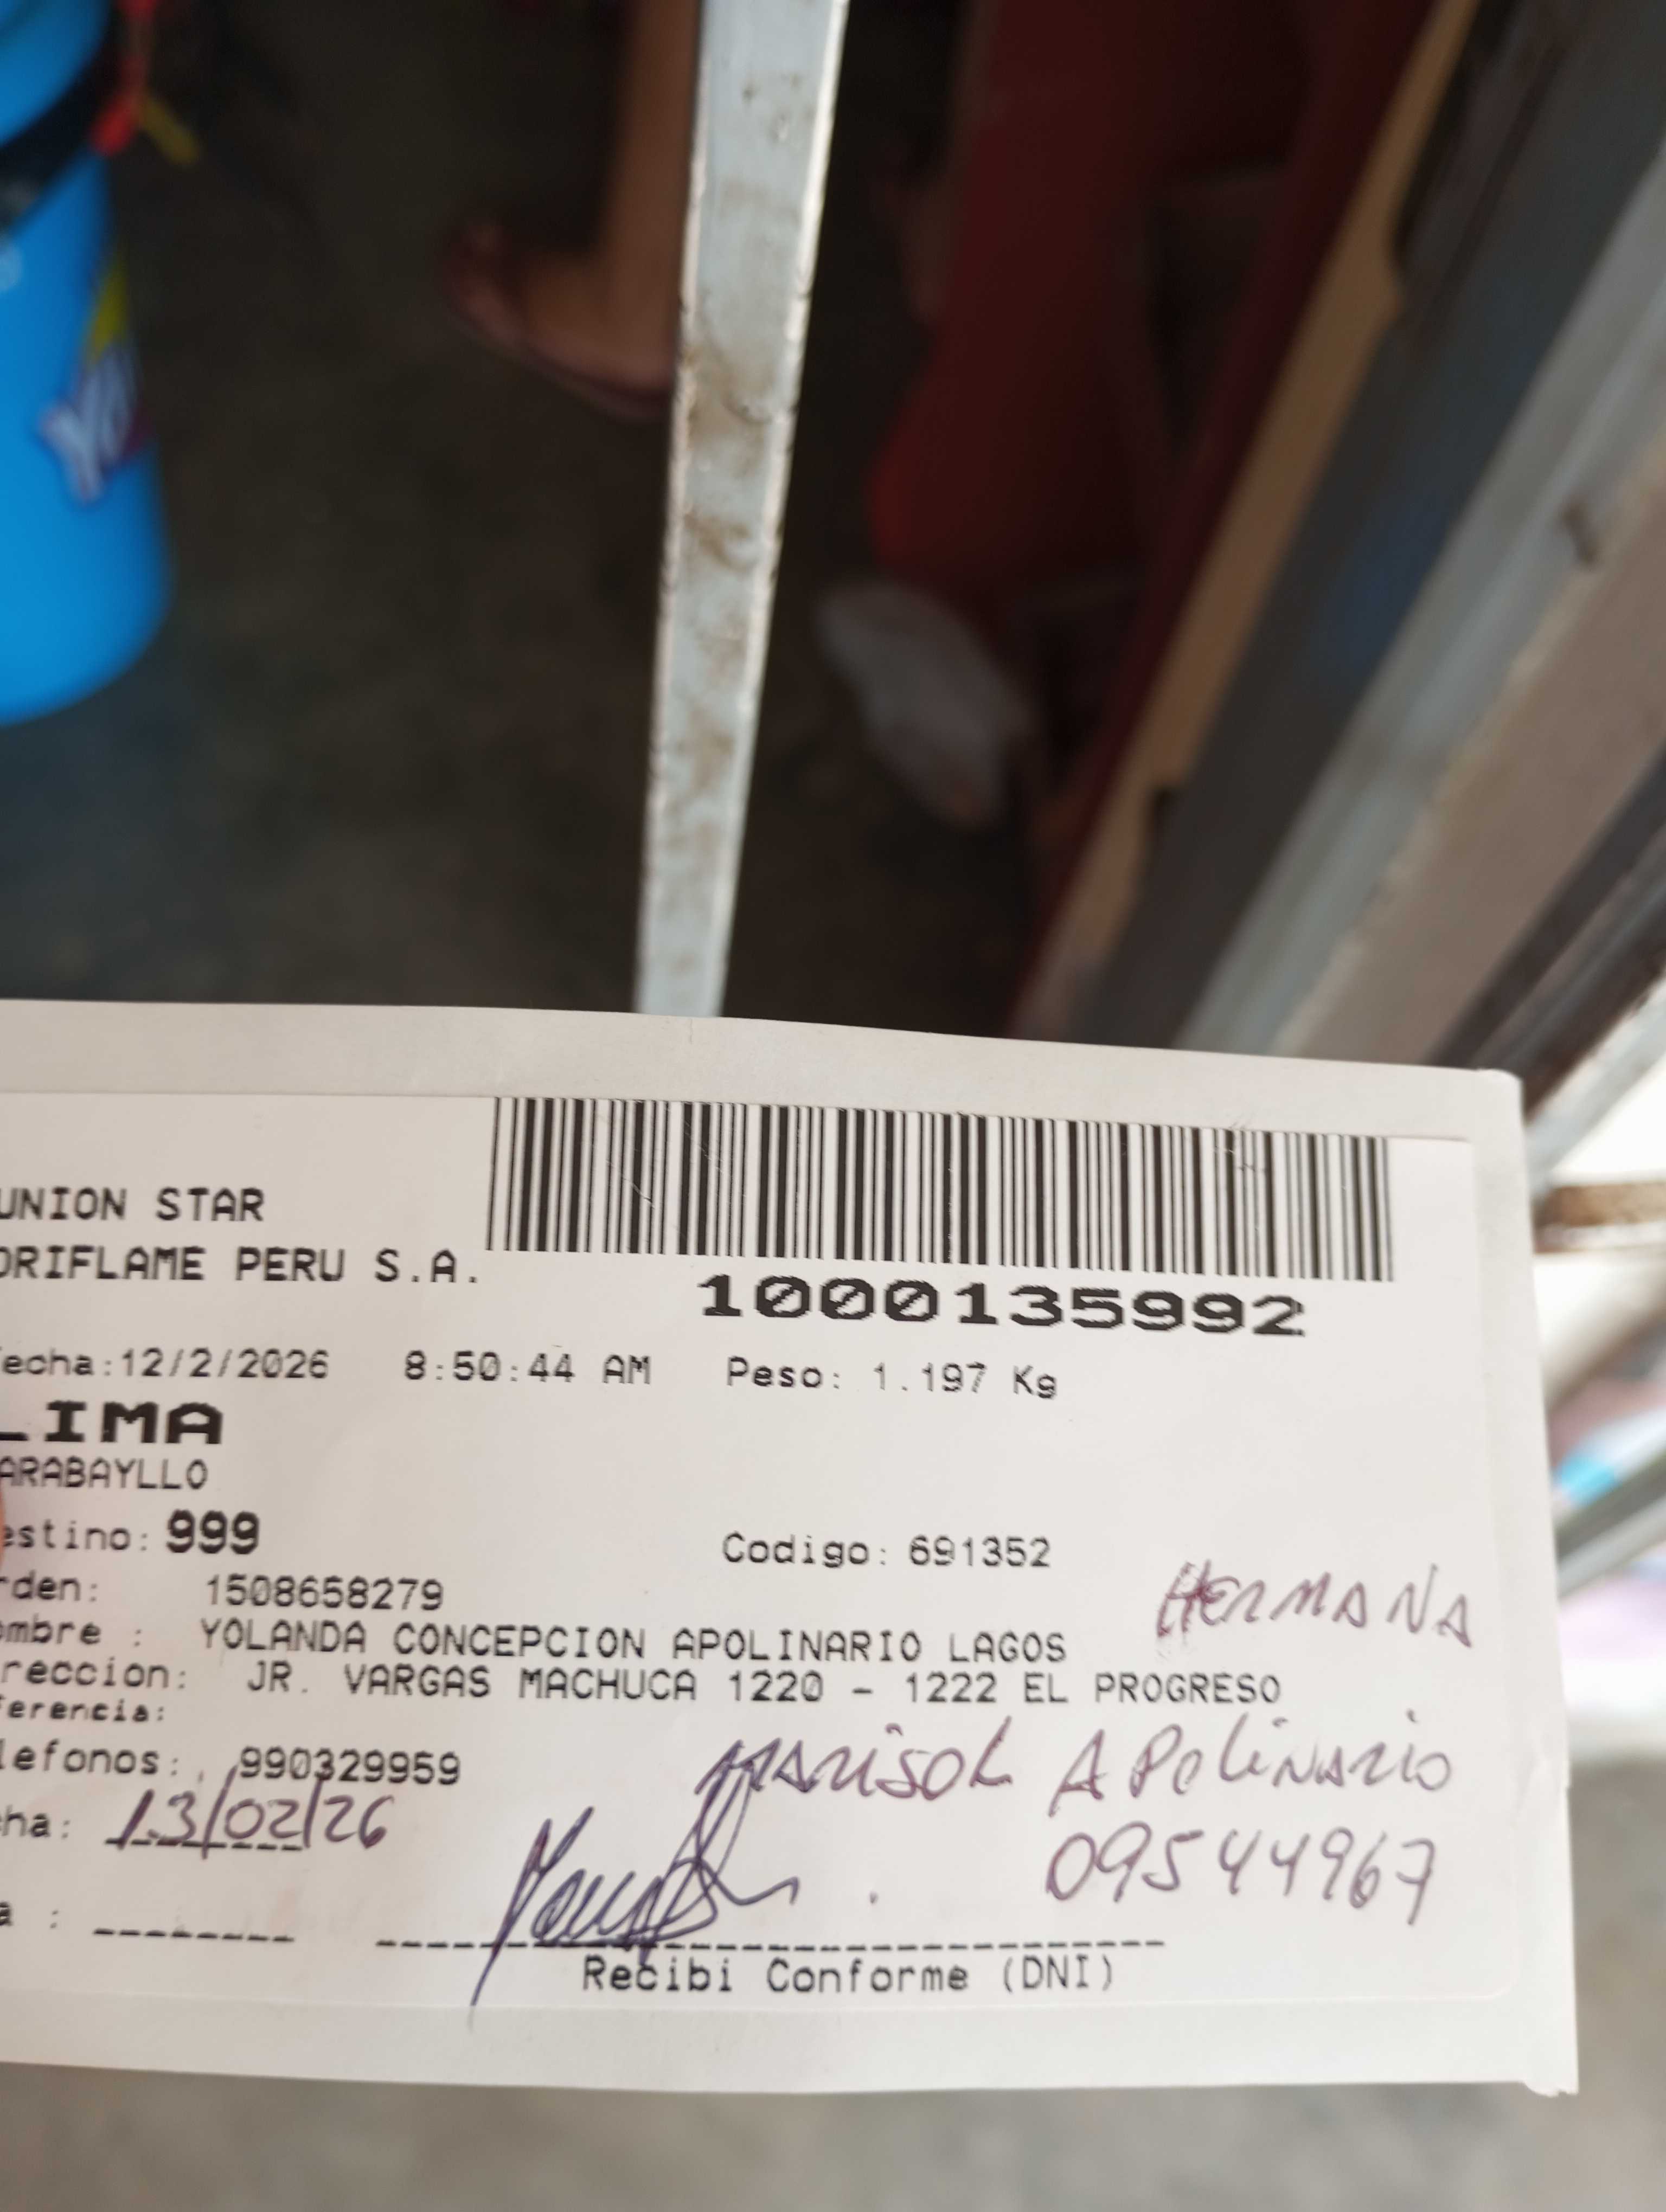 UNION STAR
ORIFLAME PERU S.A.
1000135992
echa:12/2/2026 8:50:44 AM Peso: 1.197 Kg
LIMA
ARABAYLLO
estino: 999 Codigo: 691352
rden: 1508658279
HERMANA
ombre : YOLANDA CONCEPCION APOLINARIO LAGOS
reccion: JR. VARGAS MACHUCA 1220 - 1222 EL PROGRESO
ferencia:
lefonos: 990329959
MARISOL APOLINARIO
cha: 13/02/26
09544967
a :
Recibi Conforme (DNI)